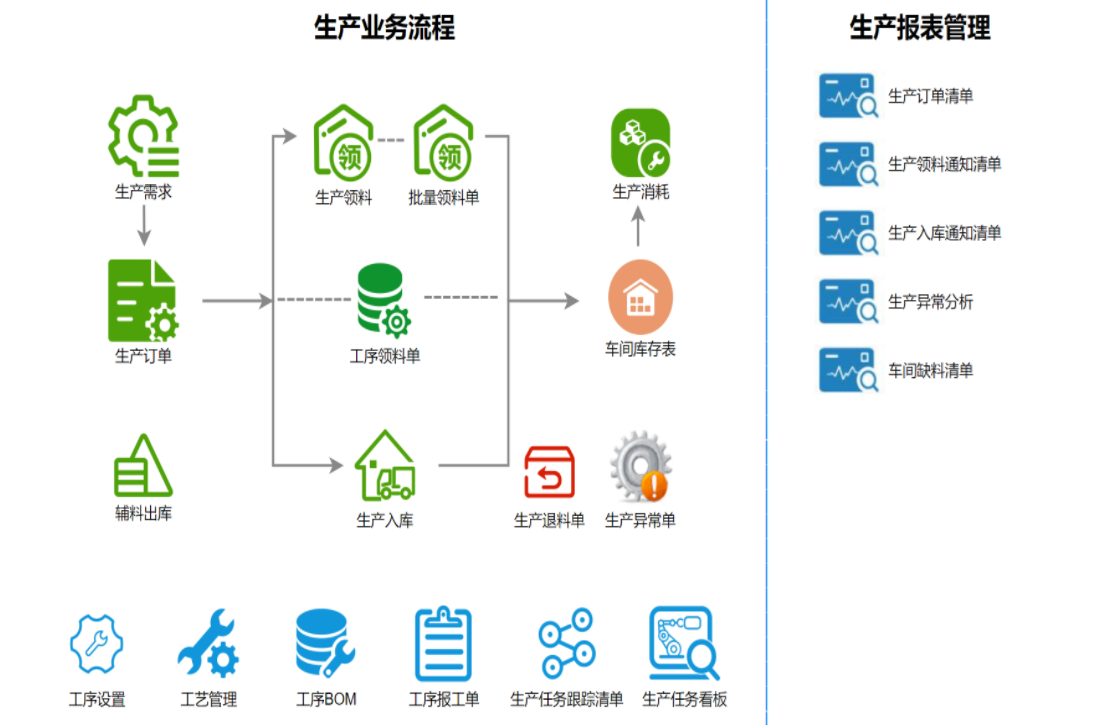 生产业务流程
生产报表管理
生产需求
生产领料
批量领料单
生产消耗
领
领
生产订单
工序领料单
车间库存表
辅料出库
生产入库
生产退料单
生产异常单
工序设置
工艺管理
工序BOM
工序报工单
生产任务跟踪清单
生产任务看板
生产订单清单
生产领料通知清单
生产入库通知清单
生产异常分析
车间缺料清单